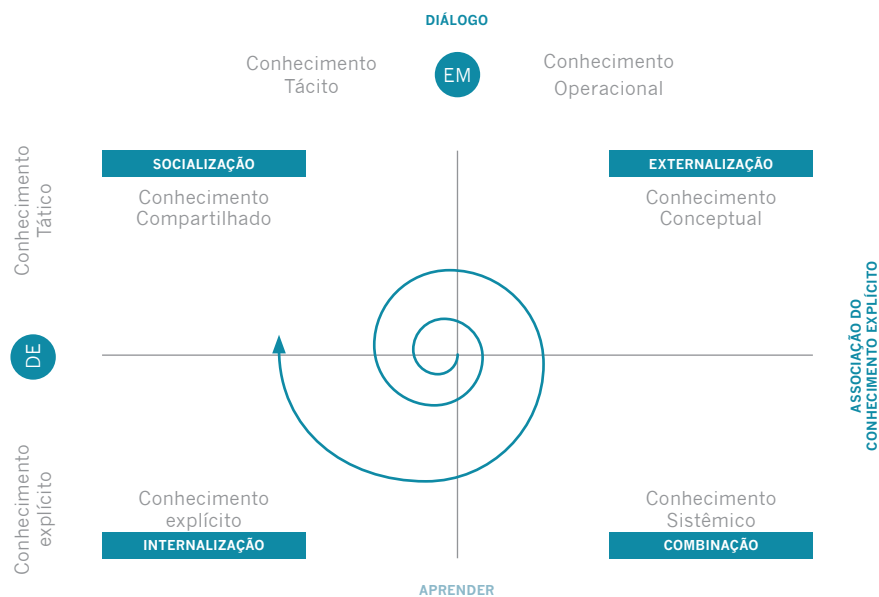 DIÁLOGO
Conhecimento
Tácito
EM
Conhecimento
Operacional
Conhecimento
Tático
SOCIALIZAÇÃO
Conhecimento
Compartilhado
EXTERNALIZAÇÃO
Conhecimento
Conceptual
DE
ASSOCIAÇÃO DO
CONHECIMENTO EXPLÍCITO
Conhecimento
explícito
Conhecimento
explícito
INTERNALIZAÇÃO
Conhecimento
Sistêmico
COMBINAÇÃO
APRENDER